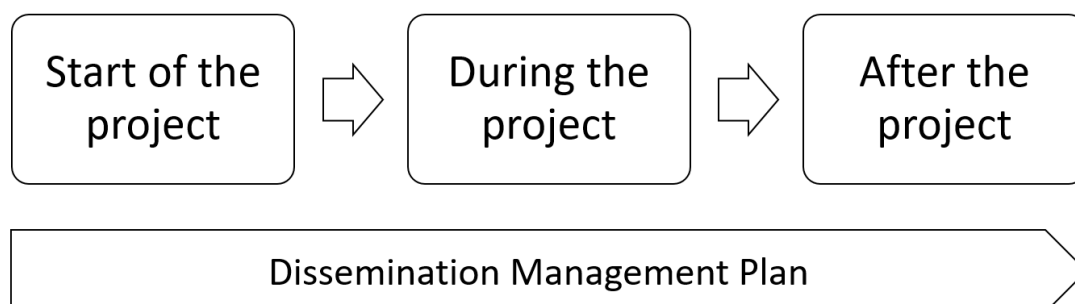 Start of the
project
During the
project
After the
project
Dissemination Management Plan